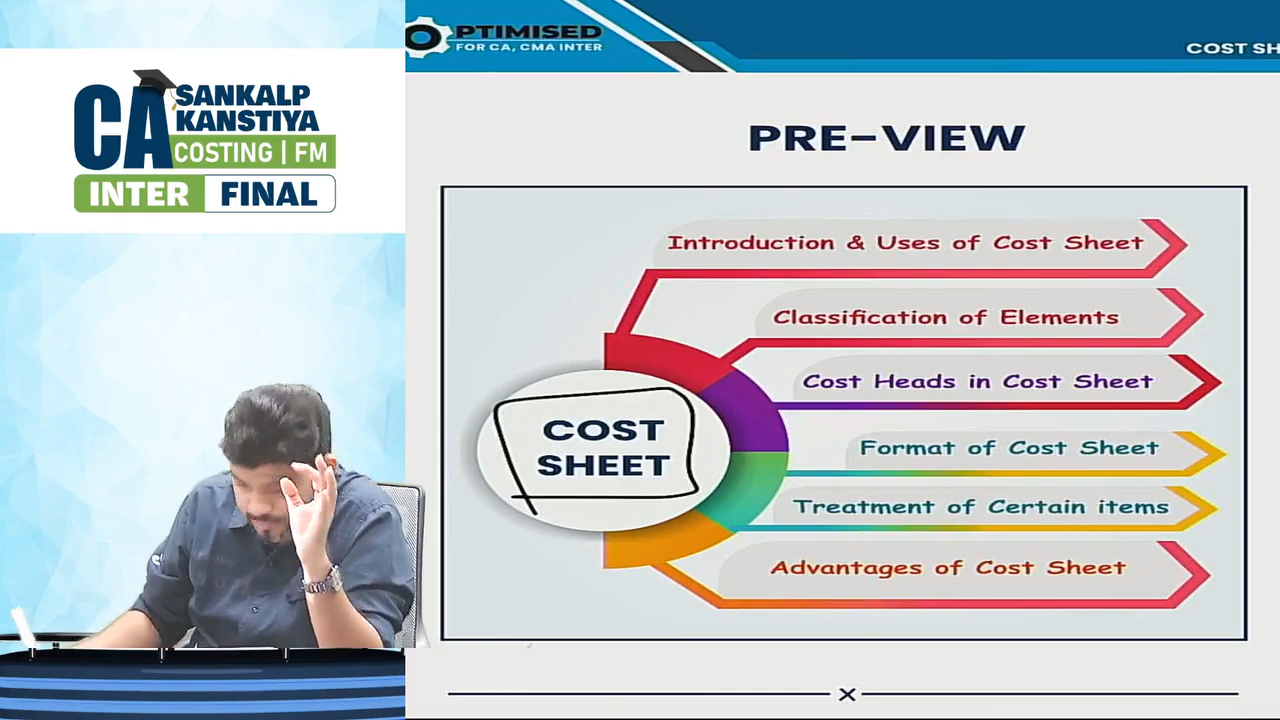 CA SANKALP
KANSTIYA
COSTING | FM
INTER FINAL
PTIMISED
FOR CA, CMA INTER
COST SH
PRE-VIEW
Introduction & Uses of Cost Sheet
Classification of Elements
Cost Heads in Cost Sheet
Format of Cost Sheet
Treatment of Certain items
Advantages of Cost Sheet
COST
SHEET